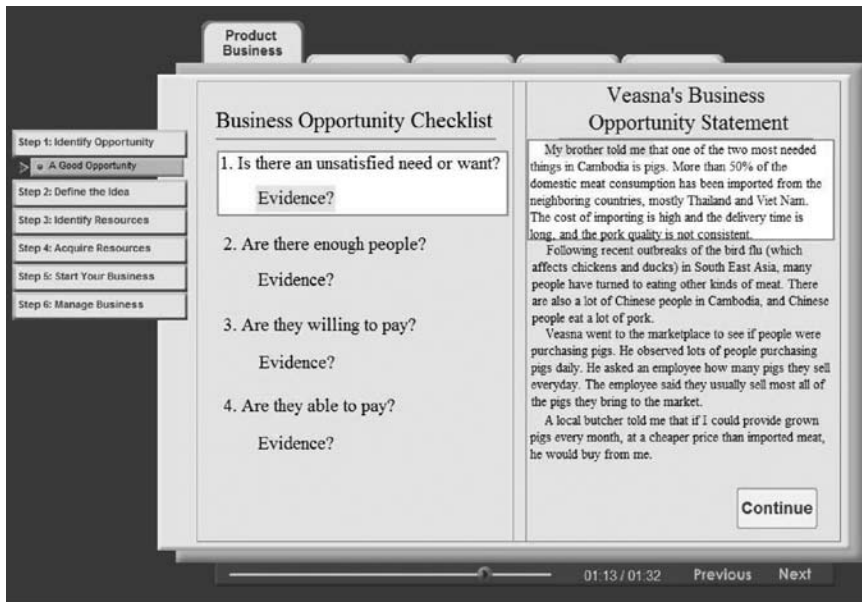 Product
Business
Step 1: Identify Opportunity
A Good Opportunity
Step 2: Define the Idea
Step 3: Identify Resources
Step 4: Acquire Resources
Step 5: Start Your Business
Step 6: Manage Business
Business Opportunity Checklist
1. Is there an unsatisfied need or want?
Evidence?
2. Are there enough people?
Evidence?
3. Are they willing to pay?
Evidence?
4. Are they able to pay?
Evidence?
Veasna's Business
Opportunity Statement
My brother told me that one of the two most needed
things in Cambodia is pigs. More than 50% of the
domestic meat consumption has been imported from the
neighboring countries, mostly Thailand and Viet Nam.
The cost of importing is high and the delivery time is
long, and the pork quality is not consistent.
Following recent outbreaks of the bird flu (which
affects chickens and ducks) in South East Asia, many
people have turned to eating other kinds of meat. There
are also a lot of Chinese people in Cambodia, and Chinese
people eat a lot of pork.
Veasna went to the marketplace to see if people were
purchasing pigs. He observed lots of people purchasing
pigs daily. He asked an employee how many pigs they sell
everyday. The employee said they usually sell most all of
the pigs they bring to the market.
A local butcher told me that if I could provide grown
pigs every month, at a cheaper price than imported meat,
he would buy from me.
Continue
01:13 / 01:32 Previous Next